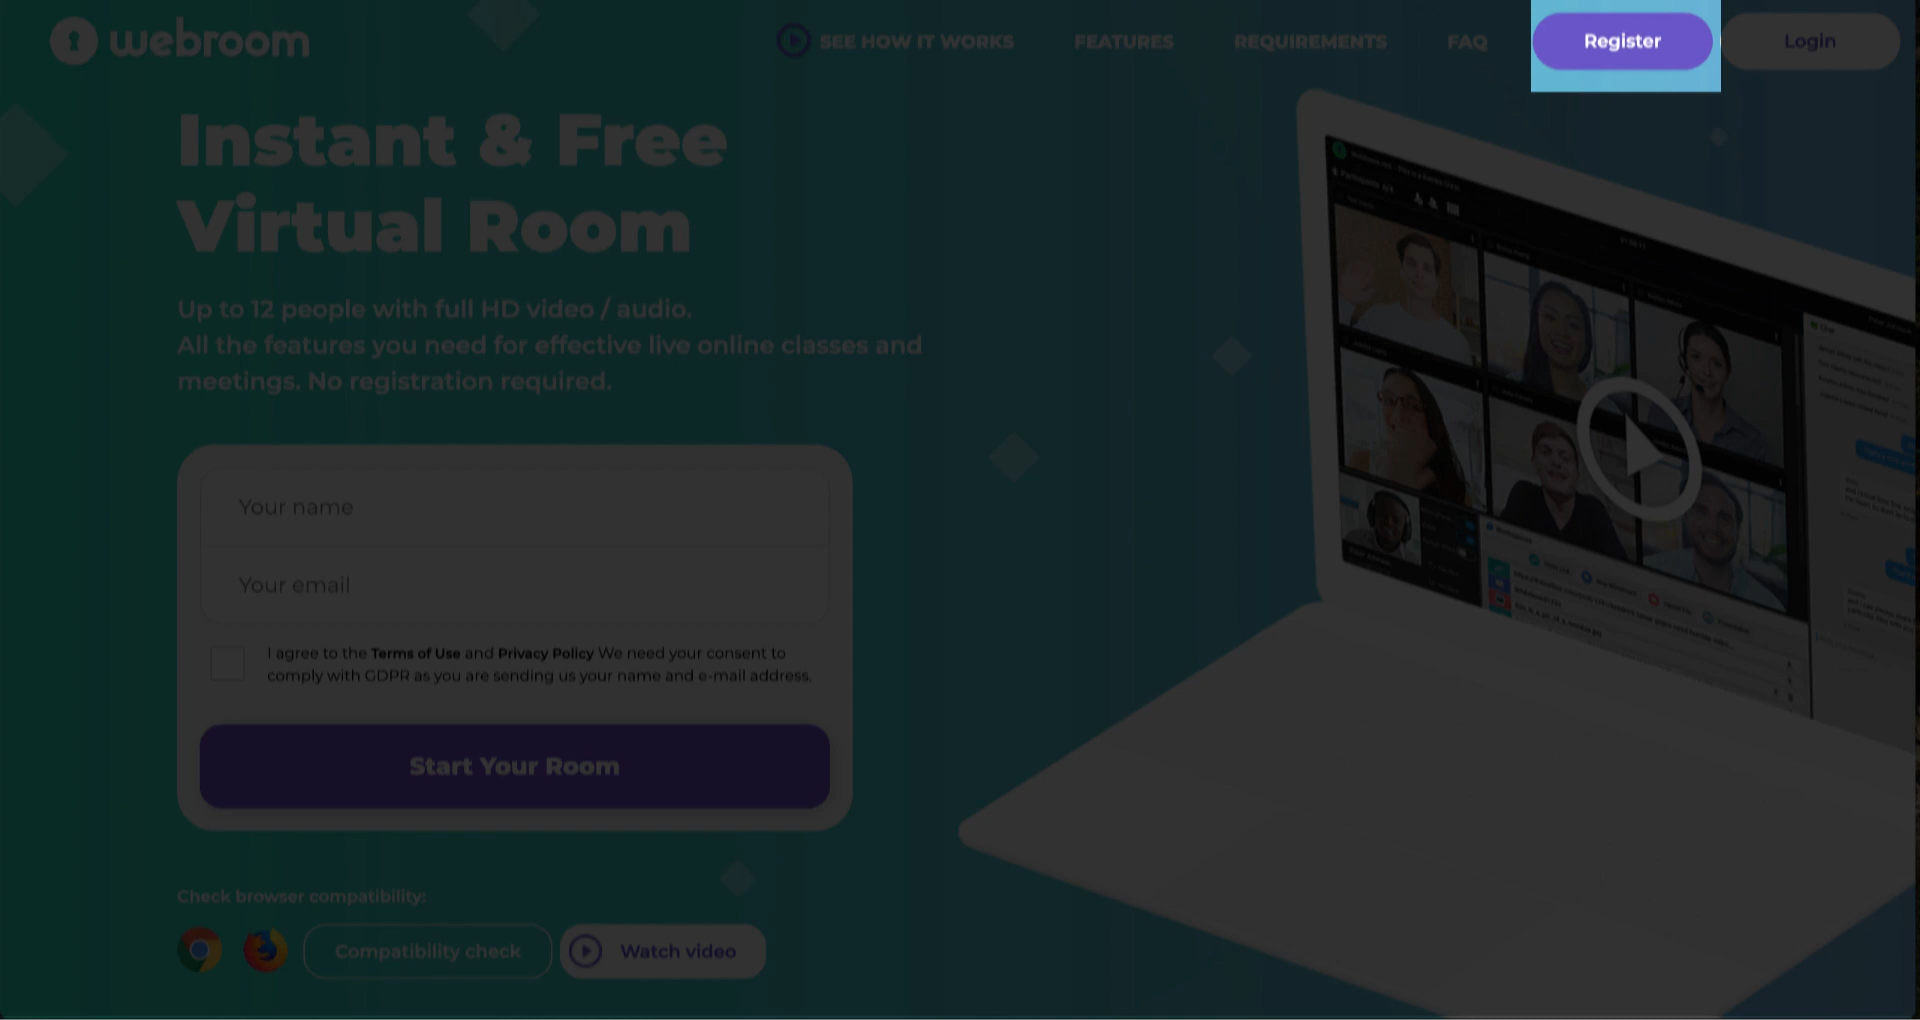 webroom
SEE HOW IT WORKS
FEATURES
REQUIREMENTS
FAQ
Register
Login
Instant & Free
Virtual Room
Up to 12 people with full HD video / audio.
All the features you need for effective live online classes and
meetings. No registration required.
Your name
Your email
I agree to the Terms of Use and Privacy Policy We need your consent to
comply with GDPR as you are sending us your name and e-mail address.
Start Your Room
Check browser compatibility:
Compatibility check
Watch video